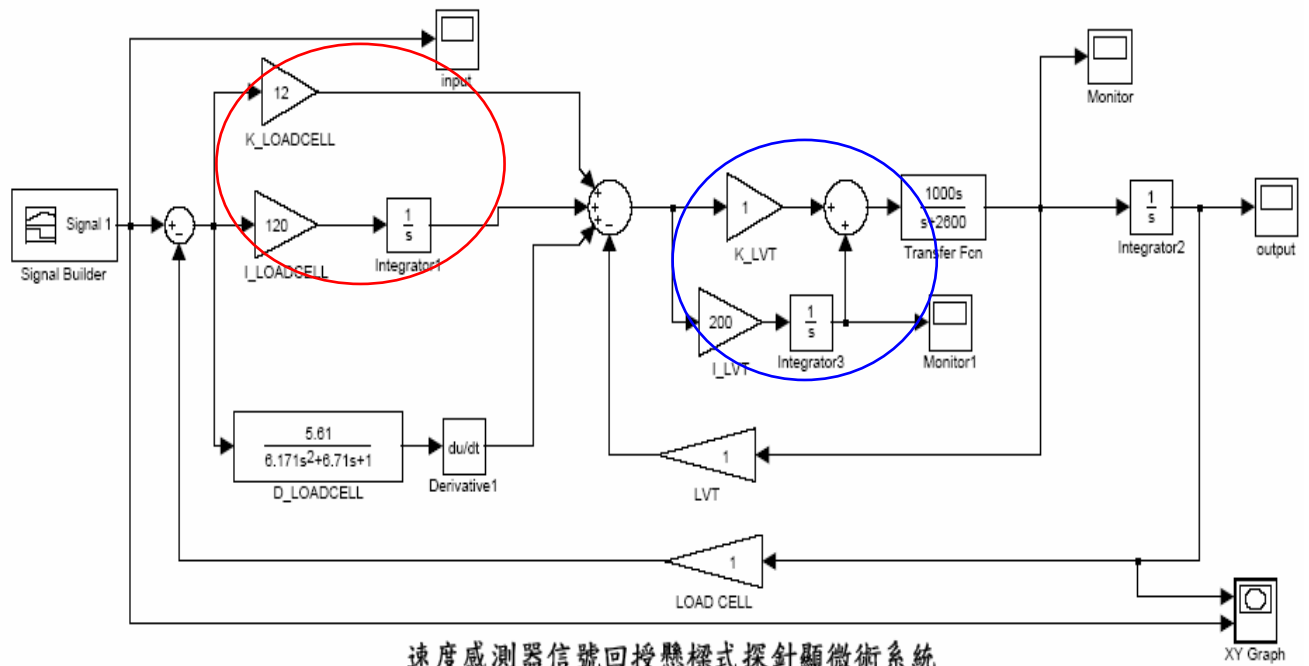 input
12
K_LOADCELL
Monitor
Signal 1
Signal Builder
+
−
120
I_LOADCELL
1
s
Integrator1
+
+
+
−
1
K_LVT
+
+
1000s
s+2600
Transfer Fcn
1
s
Integrator2
output
200
I_LVT
1
s
Integrator3
Monitor1
5.61
6.171s²+6.71s+1
D_LOADCELL
du/dt
Derivative1
1
LVT
1
LOAD CELL
XY Graph
速度感測器信號回授懸樑式探針顯微術系統